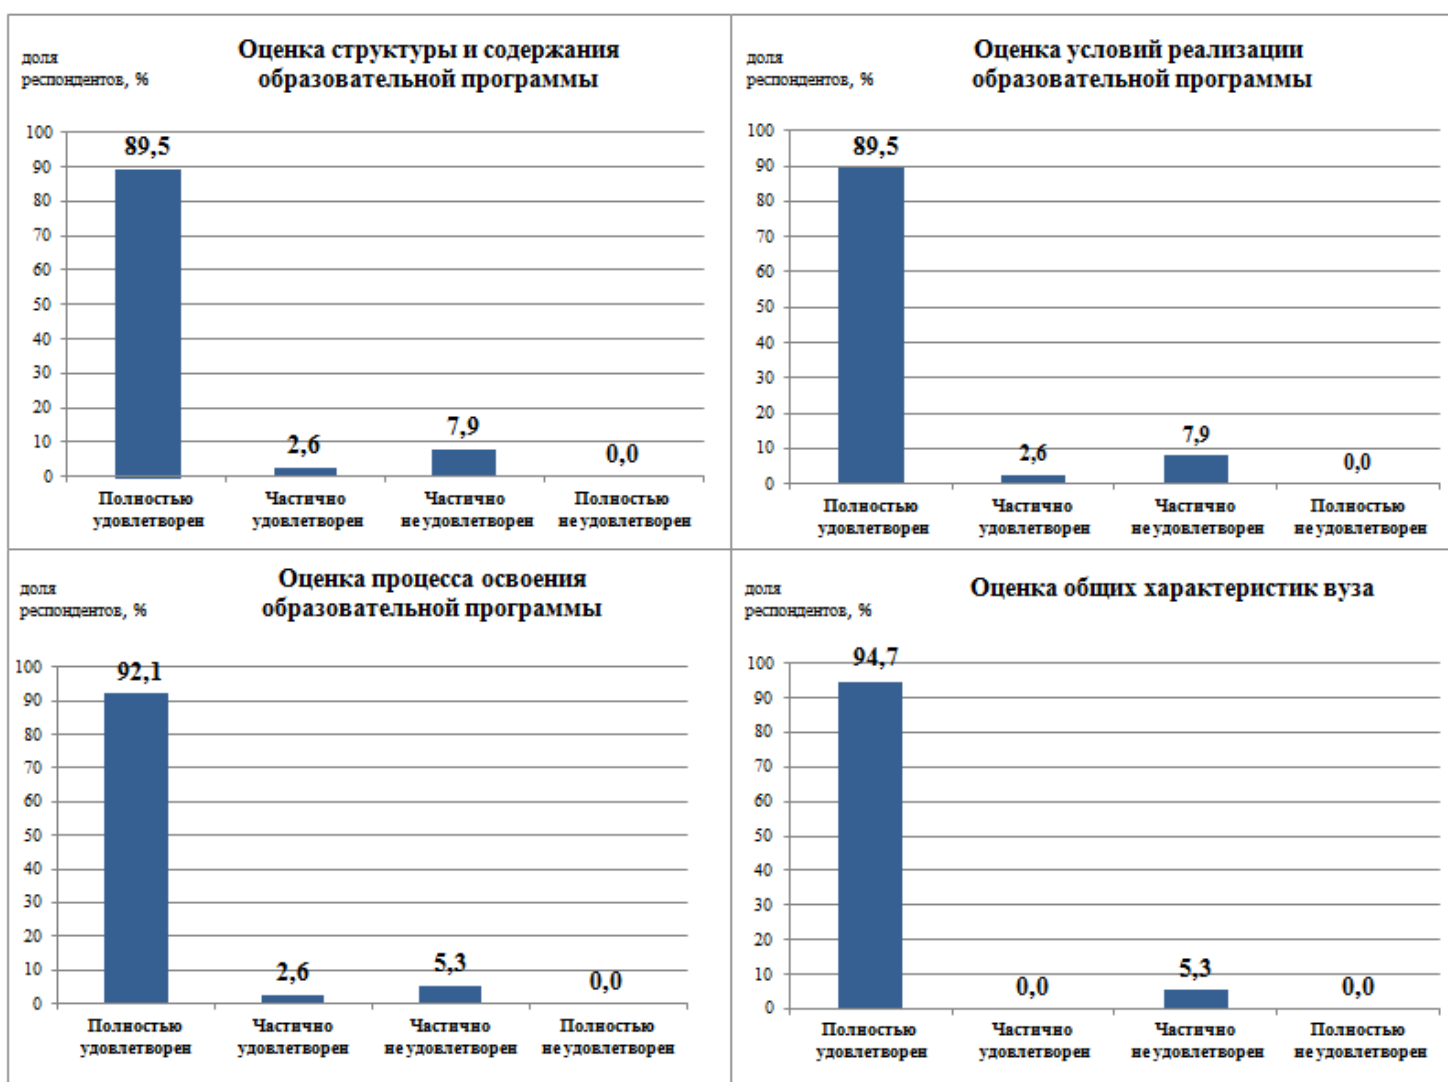 доля
респондентов, %
Оценка структуры и содержания
образовательной программы
100
90
80
70
60
50
40
30
20
10
0
89,5
2,6
7,9
0,0
Полностью
удовлетворен
Частично
удовлетворен
Частично
не удовлетворен
Полностью
не удовлетворен
доля
респондентов, %
Оценка условий реализации
образовательной программы
100
90
80
70
60
50
40
30
20
10
0
89,5
2,6
7,9
0,0
Полностью
удовлетворен
Частично
удовлетворен
Частично
не удовлетворен
Полностью
не удовлетворен
доля
респондентов, %
Оценка процесса освоения
образовательной программы
100
90
80
70
60
50
40
30
20
10
0
92,1
2,6
5,3
0,0
Полностью
удовлетворен
Частично
удовлетворен
Частично
не удовлетворен
Полностью
не удовлетворен
доля
респондентов, %
Оценка общих характеристик вуза
100
90
80
70
60
50
40
30
20
10
0
94,7
0,0
5,3
0,0
Полностью
удовлетворен
Частично
удовлетворен
Частично
не удовлетворен
Полностью
не удовлетворен